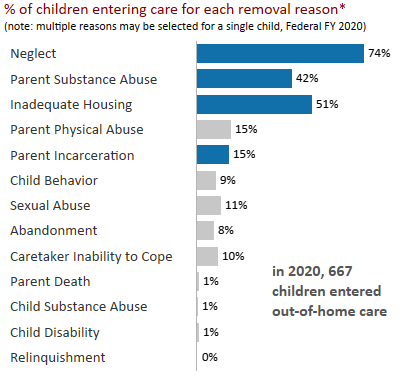 % of children entering care for each removal reason*
(note: multiple reasons may be selected for a single child, Federal FY 2020)
Neglect 74%
Parent Substance Abuse 42%
Inadequate Housing 51%
Parent Physical Abuse 15%
Parent Incarceration 15%
Child Behavior 9%
Sexual Abuse 11%
Abandonment 8%
Caretaker Inability to Cope 10%
Parent Death 1%
Child Substance Abuse 1%
Child Disability 1%
Relinquishment 0%
in 2020, 667
children entered
out-of-home care